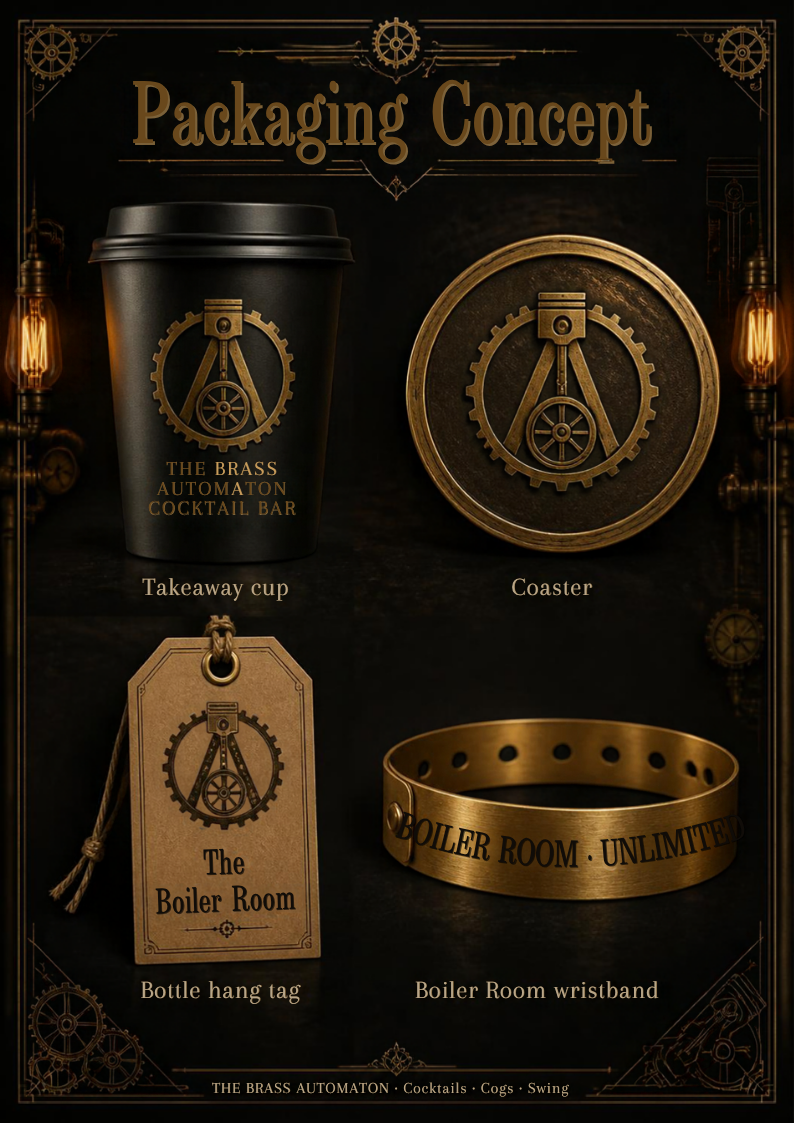 Packaging Concept
THE BRASS
AUTOMATON
COCKTAIL BAR
Takeaway cup
Coaster
The
Boiler Room
Bottle hang tag
BOILER ROOM · UNLIMITED
Boiler Room wristband
THE BRASS AUTOMATON · Cocktails · Cogs · Swing